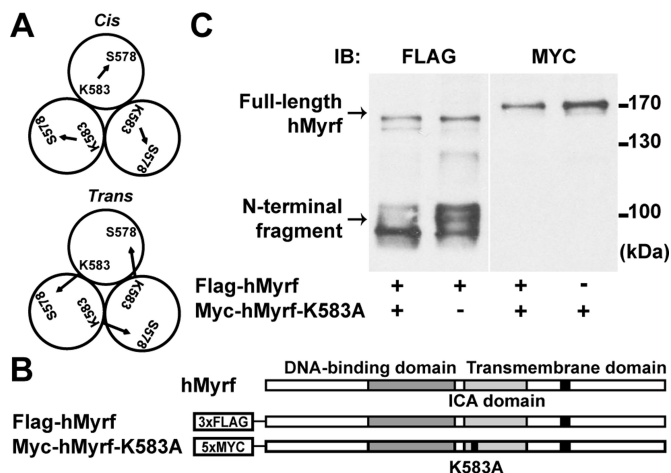 A
Cis
S578
K583
S578
K583
K583
S578
Trans
S578
K583
S578
K583
K583
S578
C
IB: FLAG MYC
Full-length
hMyrf
N-terminal
fragment
170
130
100
(kDa)
Flag-hMyrf + + + -
Myc-hMyrf-K583A + - + +
B
DNA-binding domain Transmembrane domain
hMyrf
ICA domain
Flag-hMyrf 3xFLAG
Myc-hMyrf-K583A 5xMYC
K583A